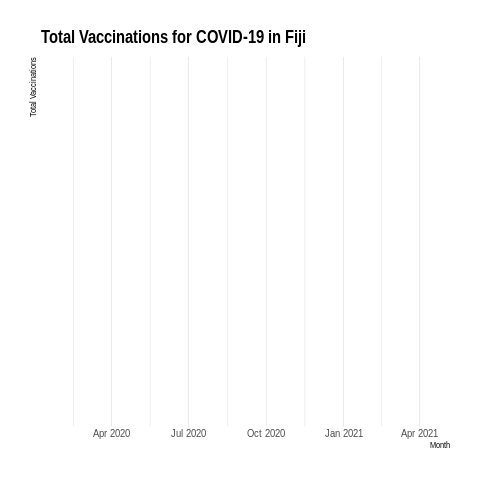 Total Vaccinations for COVID-19 in Fiji
Total Vaccinations
Apr 2020
Jul 2020
Oct 2020
Jan 2021
Apr 2021
Month